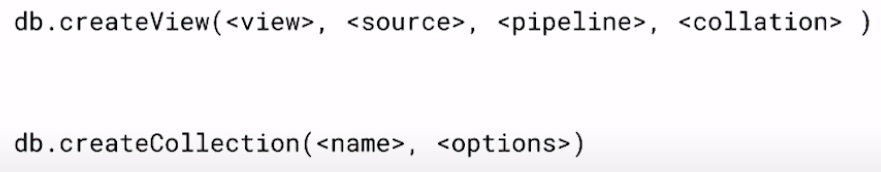 db.createView(<view>, <source>, <pipeline>, <collation> )
db.createCollection(<name>, <options>)